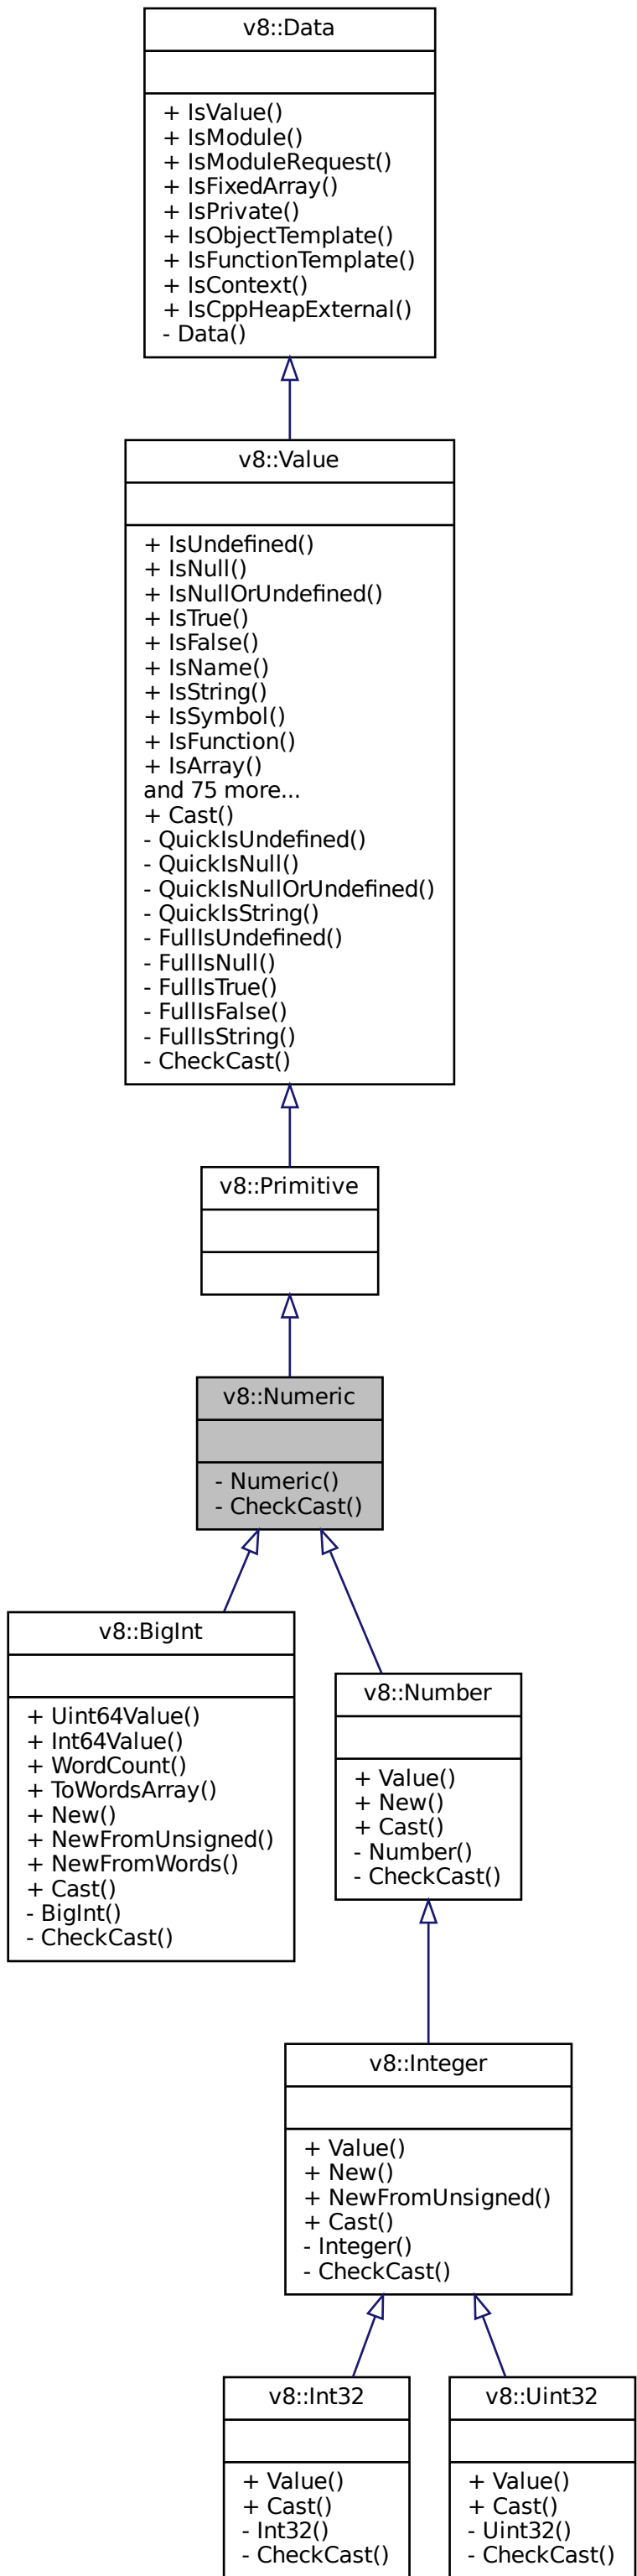 v8::Data
+ IsValue()
+ IsModule()
+ IsModuleRequest()
+ IsFixedArray()
+ IsPrivate()
+ IsObjectTemplate()
+ IsFunctionTemplate()
+ IsContext()
+ IsCppHeapExternal()
- Data()
v8::Value
+ IsUndefined()
+ IsNull()
+ IsNullOrUndefined()
+ IsTrue()
+ IsFalse()
+ IsName()
+ IsString()
+ IsSymbol()
+ IsFunction()
+ IsArray()
and 75 more...
+ Cast()
- QuickIsUndefined()
- QuickIsNull()
- QuickIsNullOrUndefined()
- QuickIsString()
- FullIsUndefined()
- FullIsNull()
- FullIsTrue()
- FullIsFalse()
- FullIsString()
- CheckCast()
v8::Primitive
v8::Numeric
- Numeric()
- CheckCast()
v8::BigInt
+ Uint64Value()
+ Int64Value()
+ WordCount()
+ ToWordsArray()
+ New()
+ NewFromUnsigned()
+ NewFromWords()
+ Cast()
- BigInt()
- CheckCast()
v8::Number
+ Value()
+ New()
+ Cast()
- Number()
- CheckCast()
v8::Integer
+ Value()
+ New()
+ NewFromUnsigned()
+ Cast()
- Integer()
- CheckCast()
v8::Int32
+ Value()
+ Cast()
- Int32()
- CheckCast()
v8::Uint32
+ Value()
+ Cast()
- Uint32()
- CheckCast()